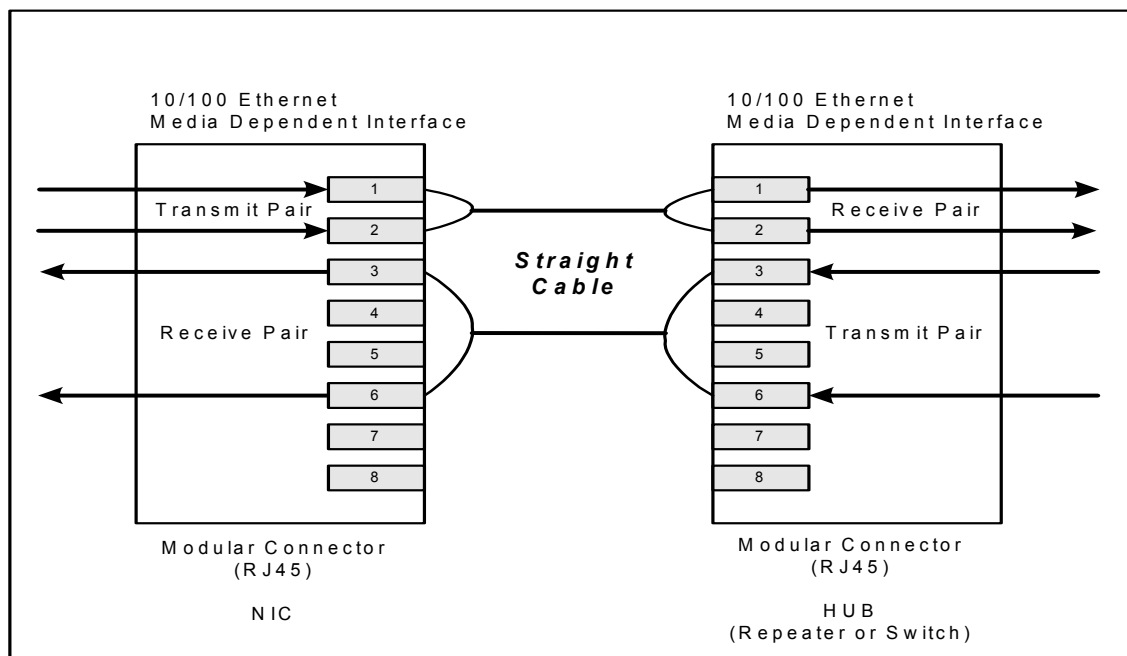 10/100 Ethernet
Media Dependent Interface
1
Transmit Pair
2
3
4
Receive Pair
5
6
7
8
Modular Connector
(RJ45)
NIC
Straight
Cable
10/100 Ethernet
Media Dependent Interface
1
Receive Pair
2
3
4
Transmit Pair
5
6
7
8
Modular Connector
(RJ45)
HUB
(Repeater or Switch)